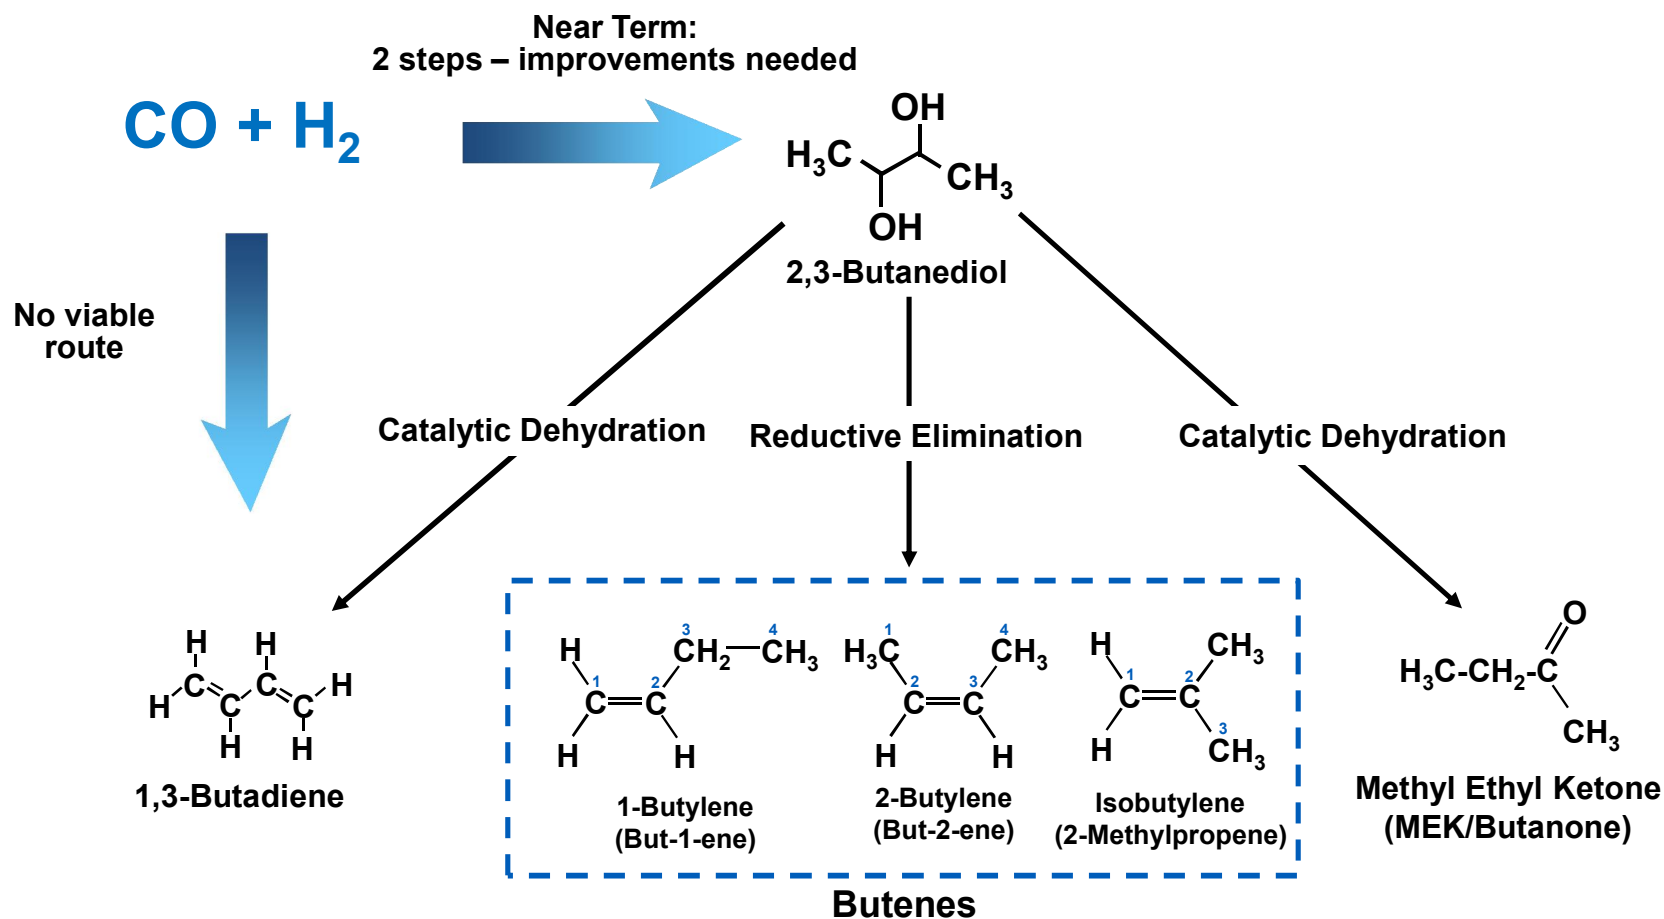 Near Term:
2 steps – improvements needed
CO + H2
OH
H3C
CH3
OH
2,3-Butanediol
No viable
route
Catalytic Dehydration
Reductive Elimination
Catalytic Dehydration
H
H
H
C
C
C
C
H
H
H
1,3-Butadiene
H
3
4
CH2
CH3
1
2
C
C
H
H
1-Butylene
(But-1-ene)
1
4
H3C
CH3
2
3
C
C
H
H
2-Butylene
(But-2-ene)
H
CH3
1
2
C
C
3
H
CH3
Isobutylene
(2-Methylpropene)
Butenes
O
H3C-CH2-C
CH3
Methyl Ethyl Ketone
(MEK/Butanone)